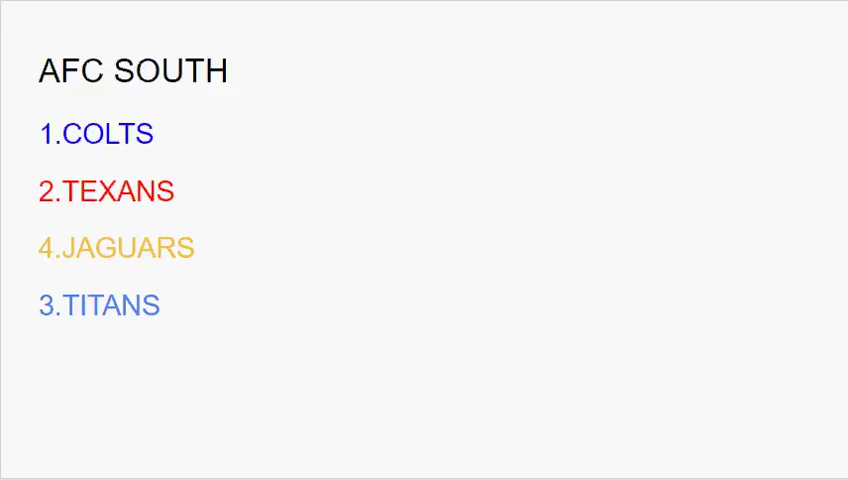 AFC SOUTH
1.COLTS
2.TEXANS
4.JAGUARS
3.TITANS